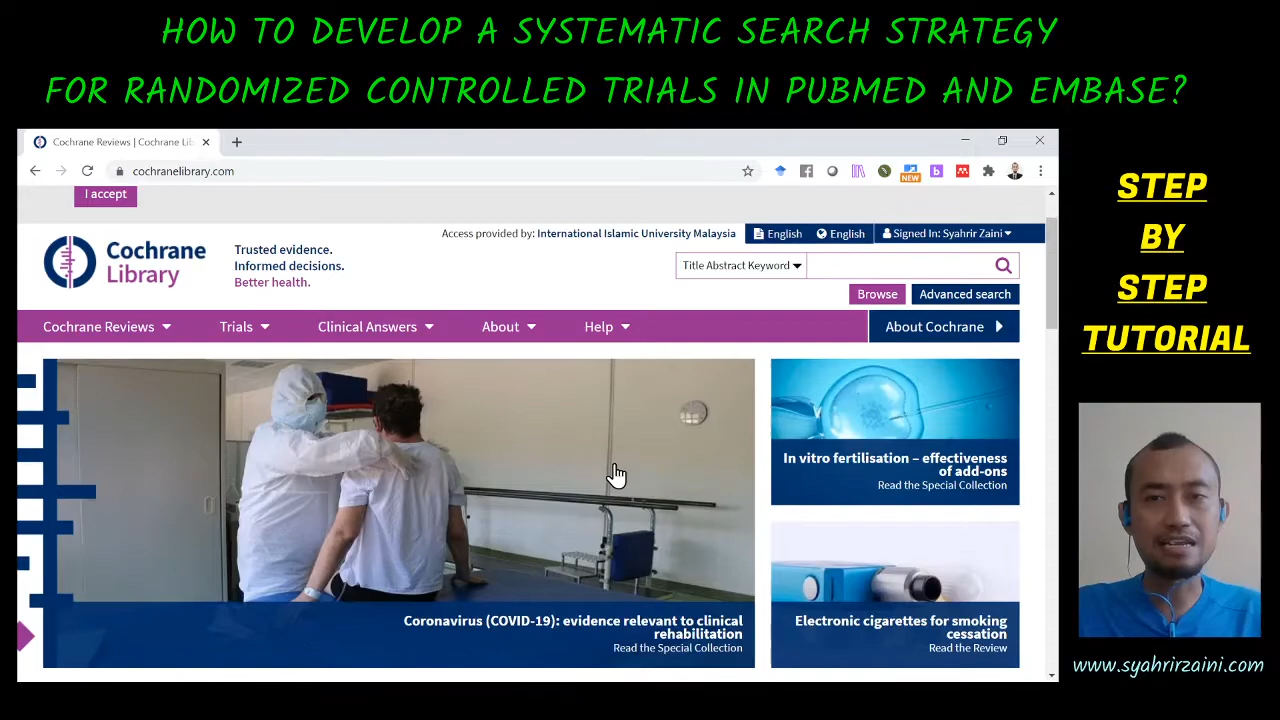 HOW TO DEVELOP A SYSTEMATIC SEARCH STRATEGY
FOR RANDOMIZED CONTROLLED TRIALS IN PUBMED AND EMBASE?
Cochrane Reviews | Cochrane Lib
cochranelibrary.com
NEW
b
I accept
Access provided by: International Islamic University Malaysia
English
English
Signed In: Syahrir Zaini
Cochrane
Library
Trusted evidence.
Informed decisions.
Better health.
Title Abstract Keyword
Browse
Advanced search
Cochrane Reviews
Trials
Clinical Answers
About
Help
About Cochrane
Coronavirus (COVID-19): evidence relevant to clinical
rehabilitation
Read the Special Collection
In vitro fertilisation – effectiveness
of add-ons
Read the Special Collection
Electronic cigarettes for smoking
cessation
Read the Review
STEP
BY
STEP
TUTORIAL
www.syahrirzaini.com